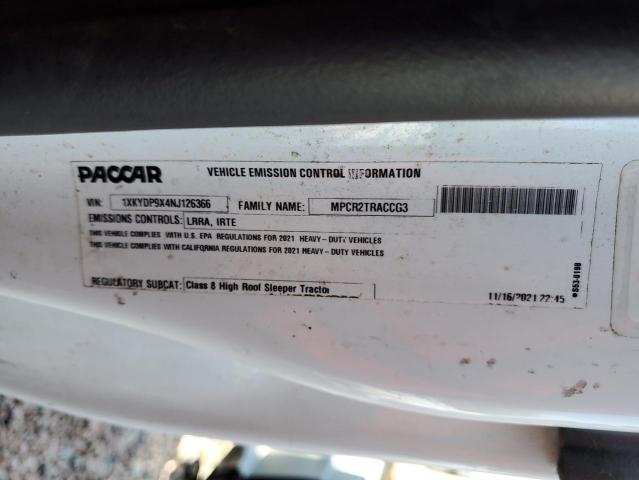 PACCAR VEHICLE EMISSION CONTROL INFORMATION
VIN: 1XKYDP9X4NJ126366 FAMILY NAME: MPCR2TRACCG3
EMISSIONS CONTROLS: LRRA, IRTE
THIS VEHICLE COMPLIES WITH U.S. EPA REGULATIONS FOR 2021 HEAVY-DUTY VEHICLES
THIS VEHICLE COMPLIES WITH CALIFORNIA REGULATIONS FOR 2021 HEAVY-DUTY VEHICLES
REGULATORY SUBCAT: Class 8 High Roof Sleeper Tractor
11/16/2021 22:45